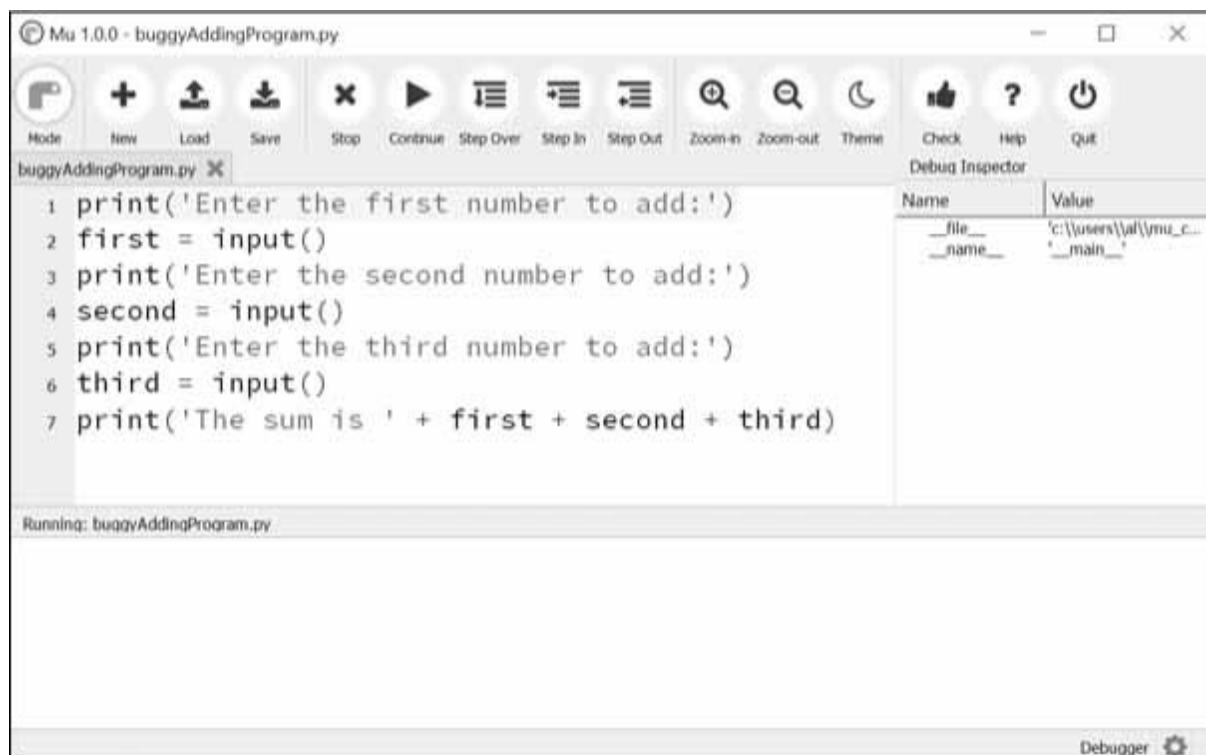 Mu 1.0.0 - buggyAddingProgram.py
Mode New Load Save Stop Continue Step Over Step In Step Out Zoom-in Zoom-out Theme Check Help Quit
buggyAddingProgram.py
1 print('Enter the first number to add:')
2 first = input()
3 print('Enter the second number to add:')
4 second = input()
5 print('Enter the third number to add:')
6 third = input()
7 print('The sum is ' + first + second + third)
Debug Inspector
Name Value
__file__ 'c:\\users\\al\\mu_c...
__name__ '__main__'
Running: buggyAddingProgram.py
Debugger